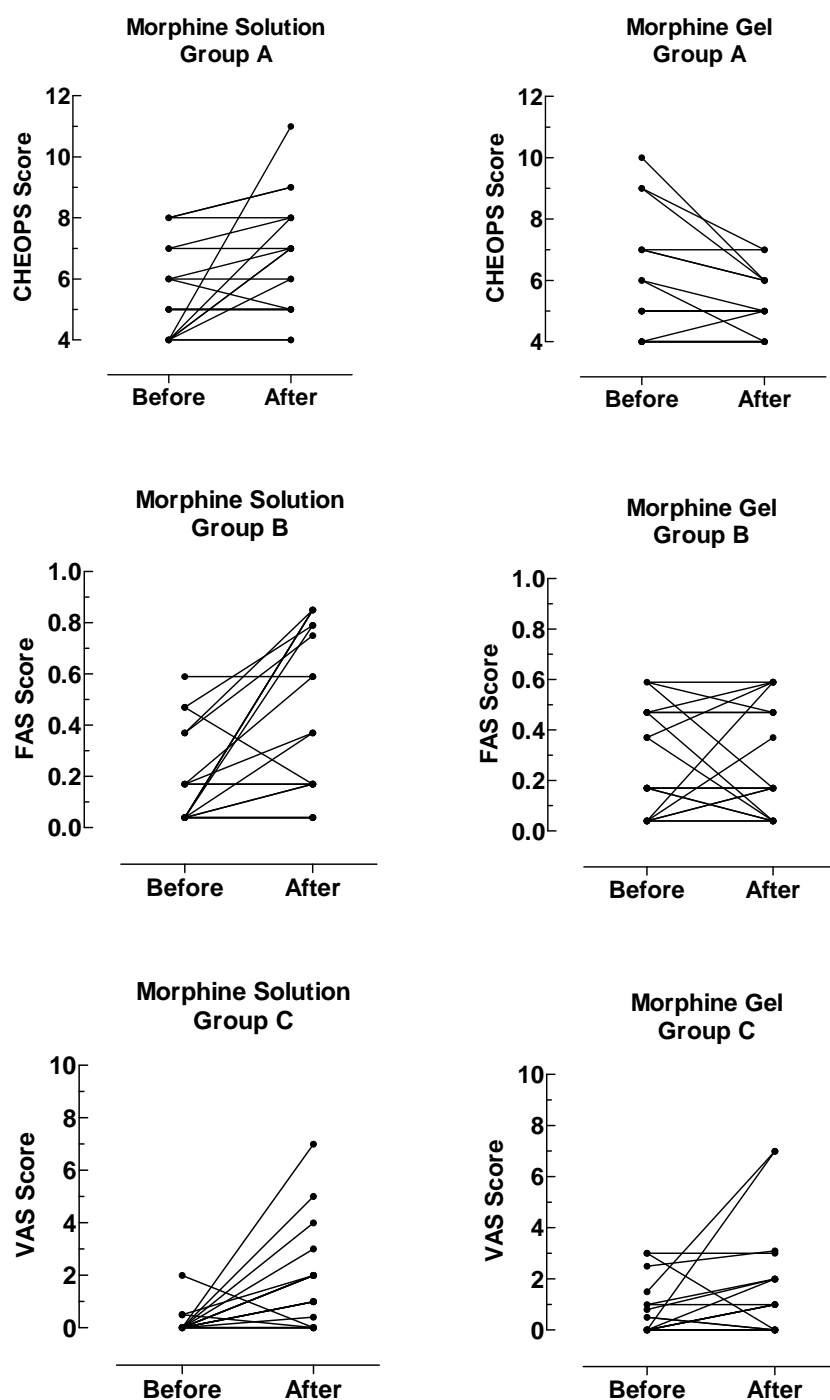 Morphine Solution
Group A
CHEOPS Score
12
10
8
6
4
Before After
Morphine Gel
Group A
CHEOPS Score
12
10
8
6
4
Before After
Morphine Solution
Group B
FAS Score
1.0
0.8
0.6
0.4
0.2
0.0
Before After
Morphine Gel
Group B
FAS Score
1.0
0.8
0.6
0.4
0.2
0.0
Before After
Morphine Solution
Group C
VAS Score
10
8
6
4
2
0
Before After
Morphine Gel
Group C
VAS Score
10
8
6
4
2
0
Before After